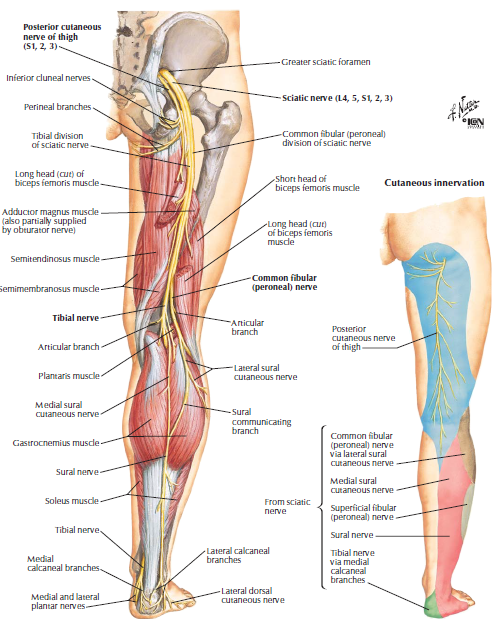 Posterior cutaneous
nerve of thigh
(S1, 2, 3)
Inferior cluneal nerves
Perineal branches
Tibial division
of sciatic nerve
Long head (cut) of
biceps femoris muscle
Adductor magnus muscle
(also partially supplied
by obturator nerve)
Semitendinosus muscle
Semimembranosus muscle
Tibial nerve
Articular branch
Plantaris muscle
Medial sural
cutaneous nerve
Gastrocnemius muscle
Sural nerve
Soleus muscle
Tibial nerve
Medial
calcaneal branches
Medial and lateral
plantar nerves
Greater sciatic foramen
Sciatic nerve (L4, 5, S1, 2, 3)
Common fibular (peroneal)
division of sciatic nerve
Short head of
biceps femoris muscle
Long head (cut)
of biceps femoris
muscle
Common fibular
(peroneal) nerve
Articular
branch
Lateral sural
cutaneous nerve
Sural
communicating
branch
Lateral calcaneal
branches
Lateral dorsal
cutaneous nerve
Cutaneous innervation
Posterior
cutaneous nerve
of thigh
From sciatic
nerve
Common fibular
(peroneal) nerve
via lateral sural
cutaneous nerve
Medial sural
cutaneous nerve
Superficial fibular
(peroneal) nerve
Sural nerve
Tibial nerve
via medial
calcaneal
branches